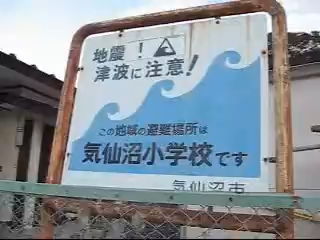 地震!
津波に注意!
この地域の避難場所は
気仙沼小学校です
気仙沼市